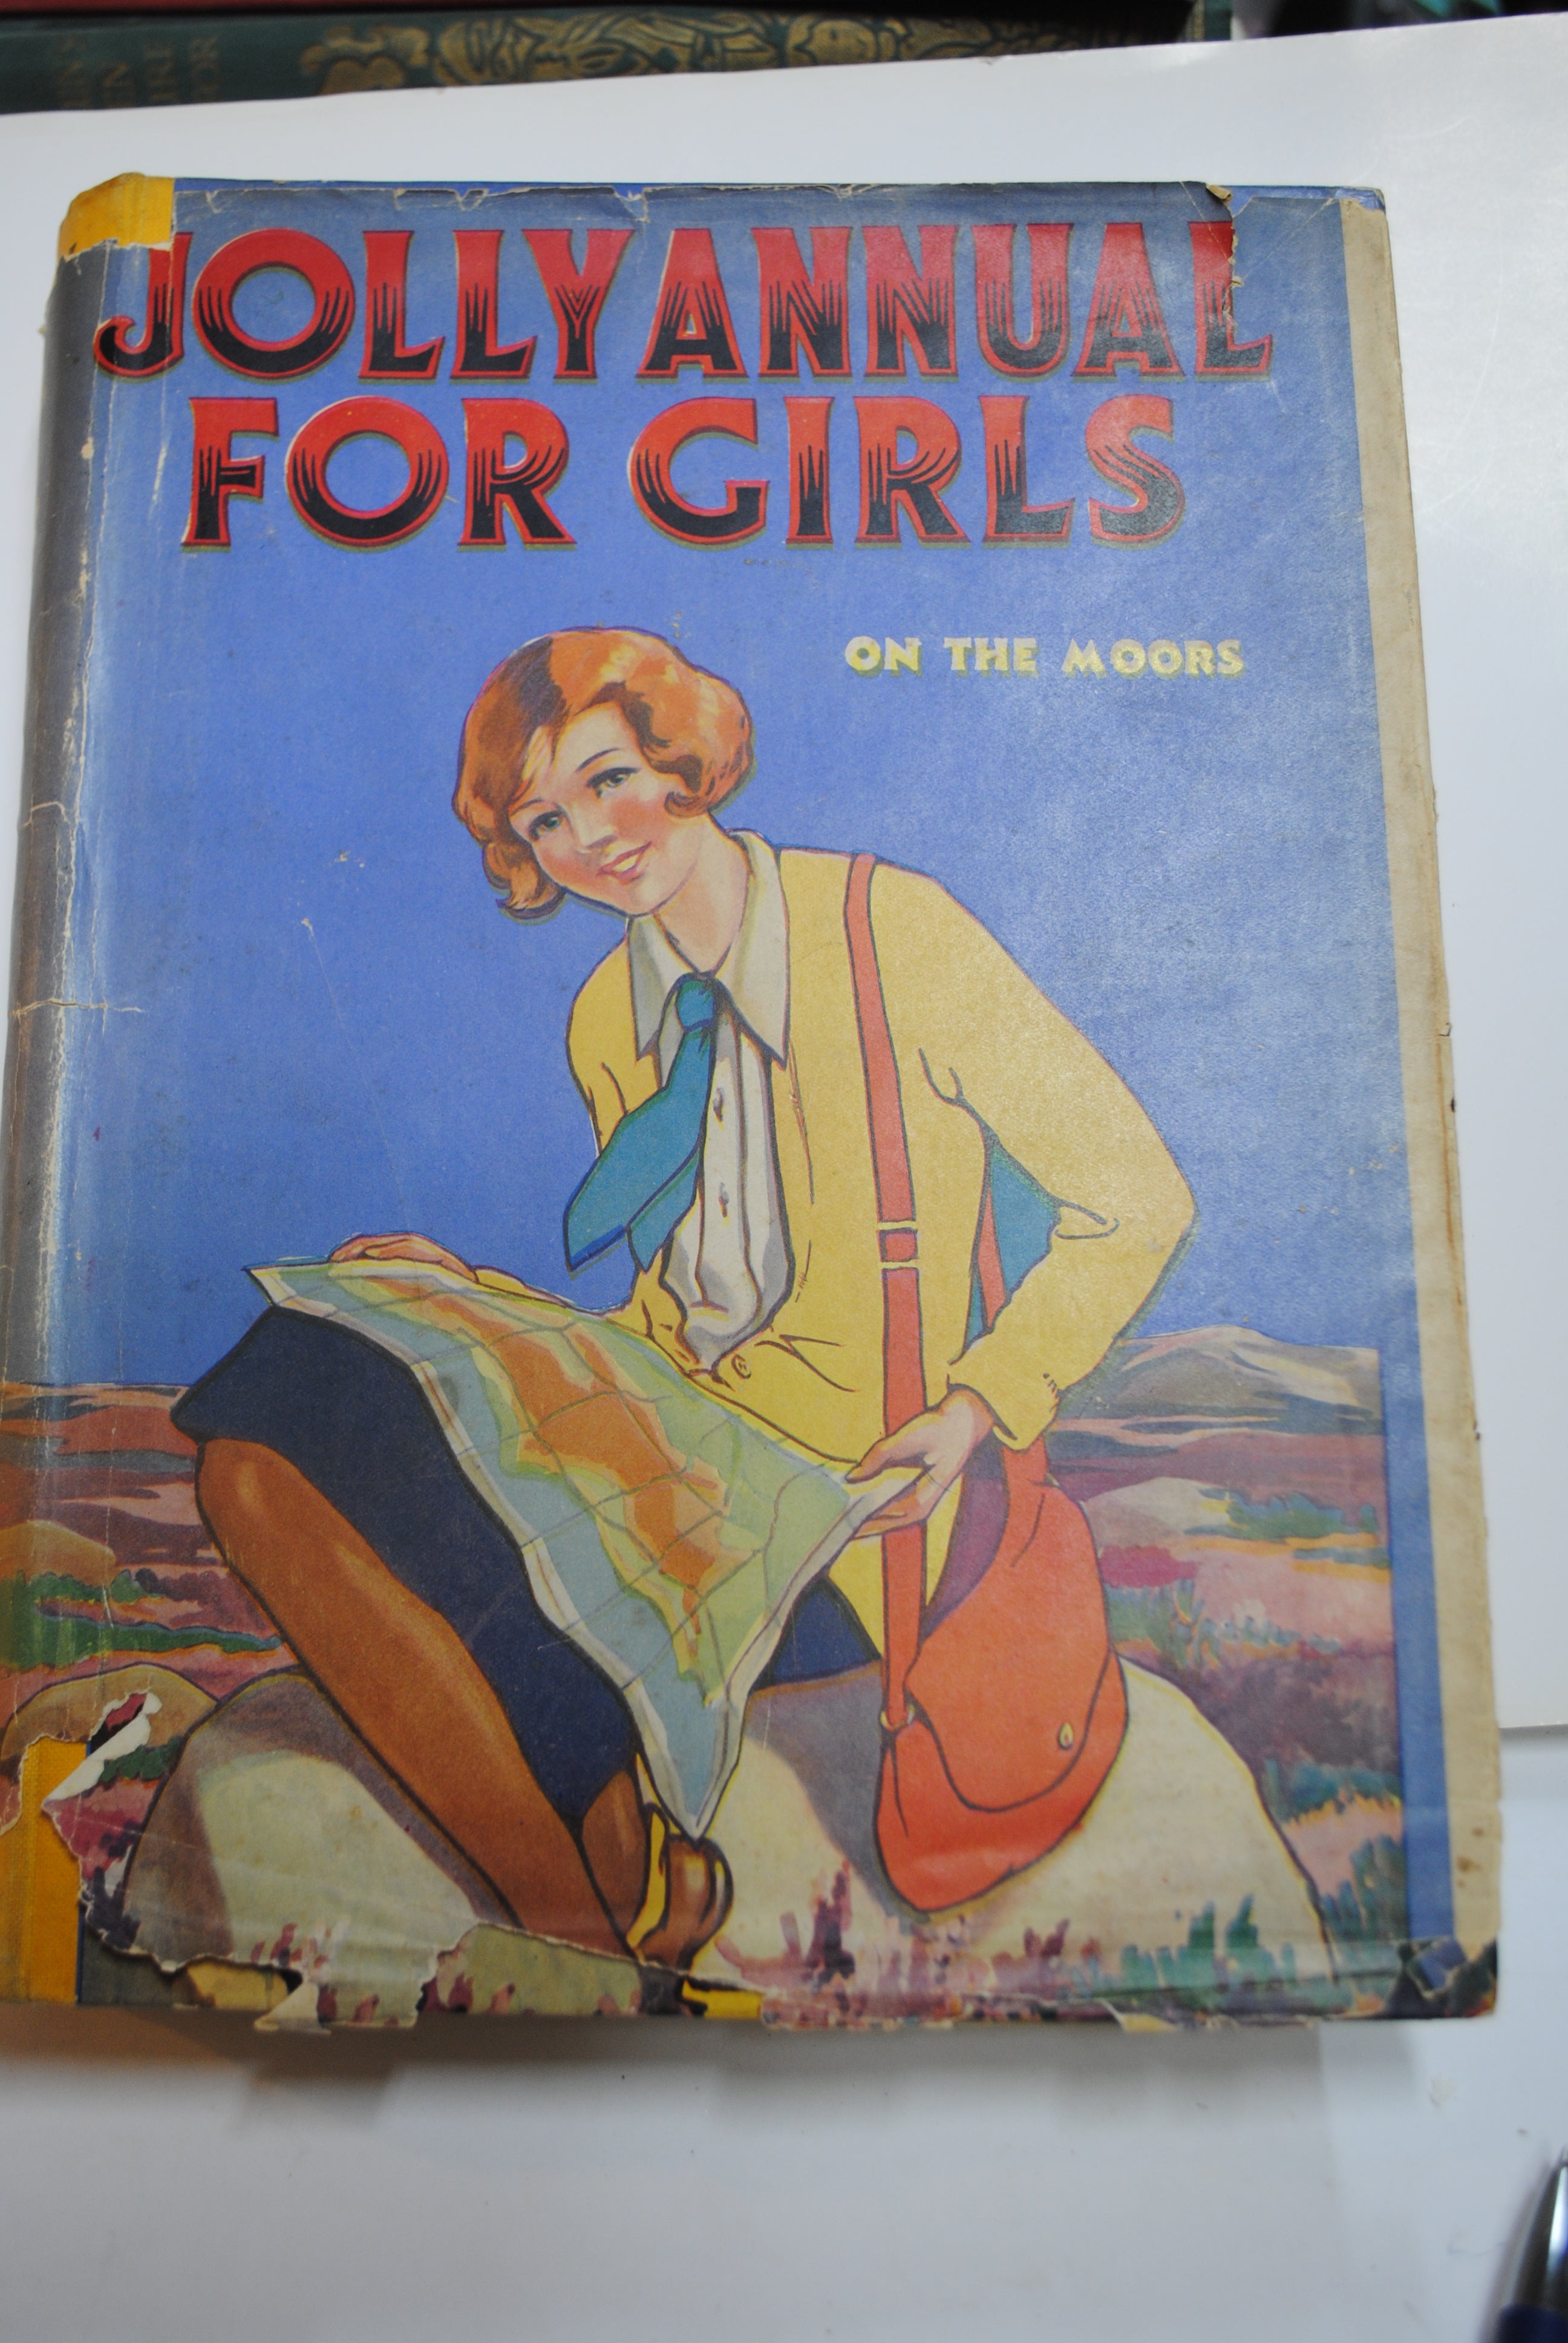 JOLLY ANNUAL
FOR GIRLS
ON THE MOORS